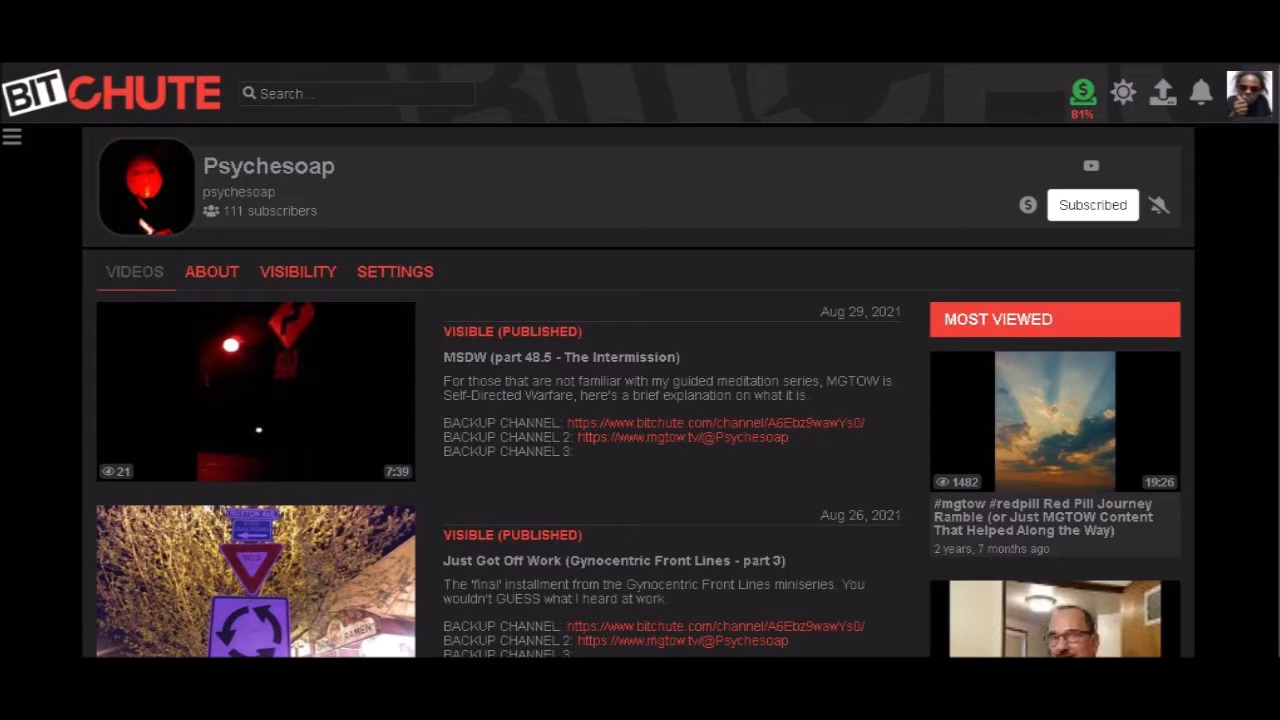 BITCHUTE
Search...
81%
Psychesoap
psychesoap
111 subscribers
Subscribed
VIDEOS ABOUT VISIBILITY SETTINGS
Aug 29, 2021
VISIBLE (PUBLISHED)
MSDW (part 48.5 - The Intermission)
For those that are not familiar with my guided meditation series, MGTOW is
Self-Directed Warfare, here's a brief explanation on what it is.
BACKUP CHANNEL: https://www.bitchute.com/channel/A6Ebz9wawYs0/
BACKUP CHANNEL 2: https://www.mgtow.tv/@Psychesoap
BACKUP CHANNEL 3:
21
7:39
Aug 26, 2021
VISIBLE (PUBLISHED)
Just Got Off Work (Gynocentric Front Lines - part 3)
The 'final' installment from the Gynocentric Front Lines miniseries. You
wouldn't GUESS what I heard at work.
BACKUP CHANNEL: https://www.bitchute.com/channel/A6Ebz9wawYs0/
BACKUP CHANNEL 2: https://www.mgtow.tv/@Psychesoap
BACKUP CHANNEL 3:
RAMEN
MOST VIEWED
1482
19:26
#mgtow #redpill Red Pill Journey
Ramble (or Just MGTOW Content
That Helped Along the Way)
2 years, 7 months ago